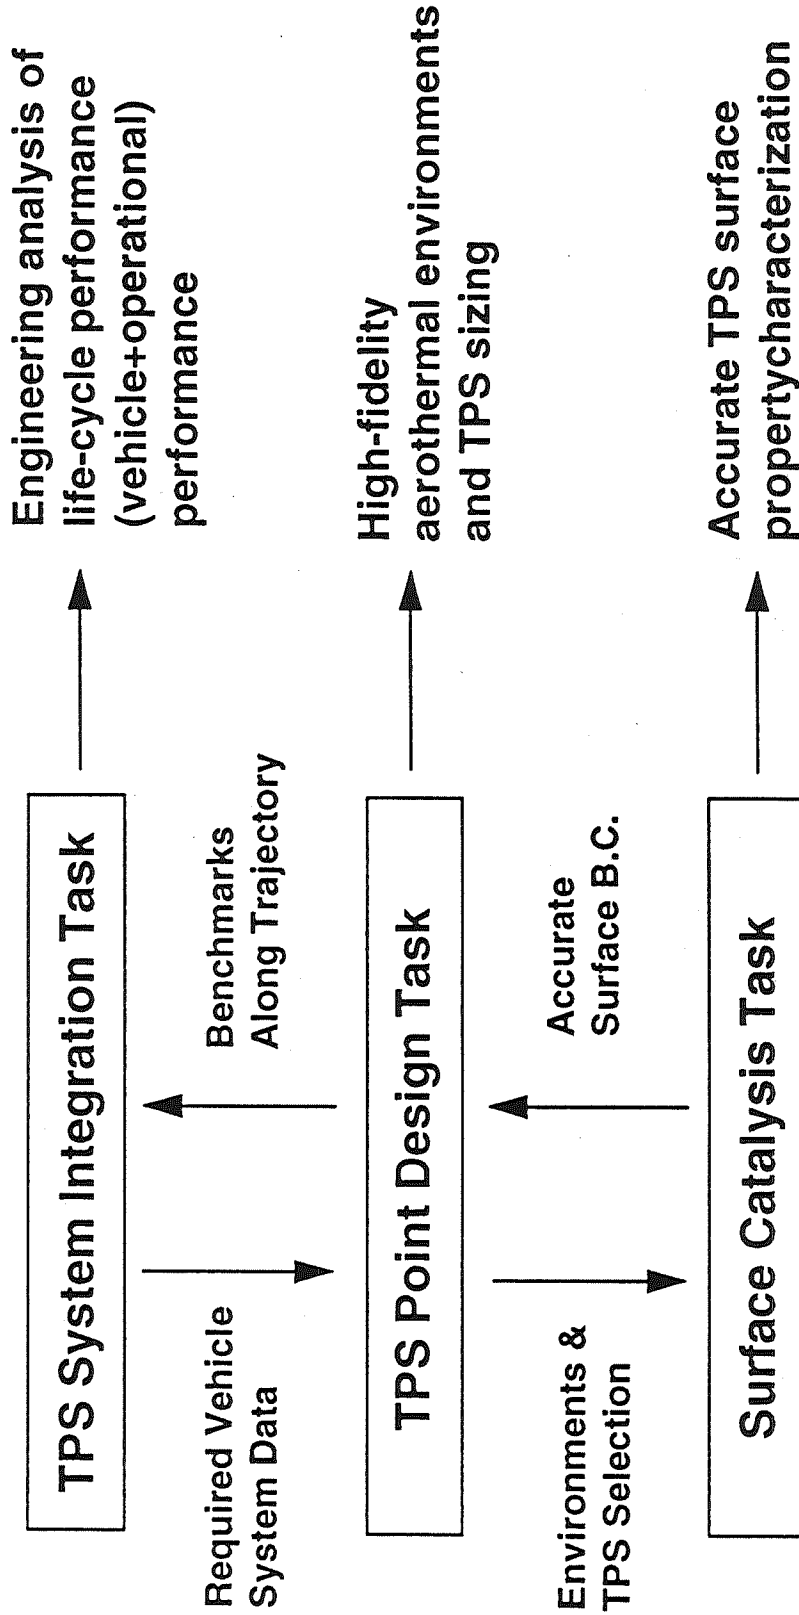 TPS System Integration Task
Engineering analysis of
life-cycle performance
(vehicle+operational)
performance
Required Vehicle
System Data
Benchmarks
Along Trajectory
TPS Point Design Task
High-fidelity
aerothermal environments
and TPS sizing
Environments &
TPS Selection
Accurate
Surface B.C.
Surface Catalysis Task
Accurate TPS surface
propertycharacterization